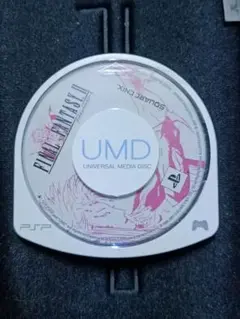 SQUARE ENIX
FINAL FANTASY II
UMD
UNIVERSAL MEDIA DISC
PSP